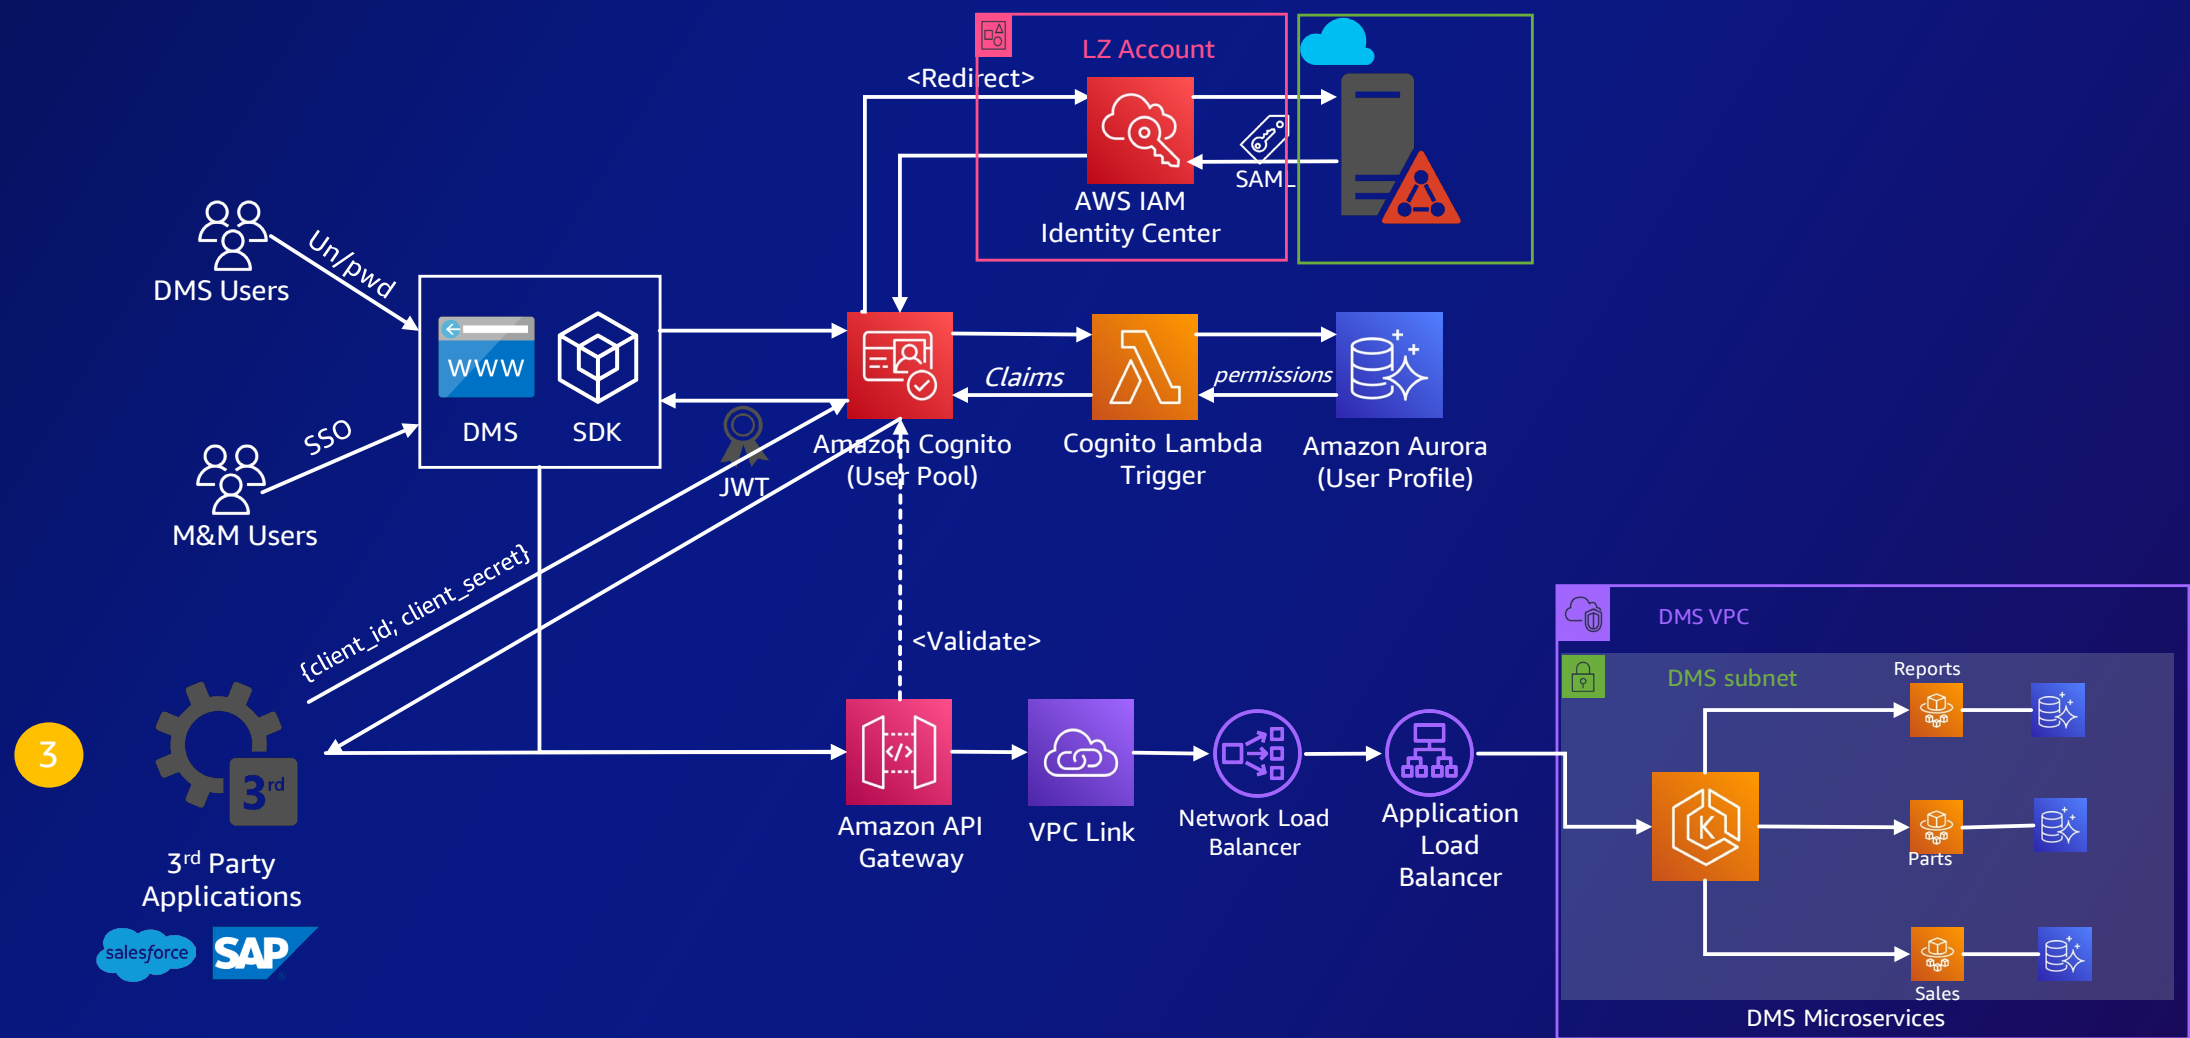 LZ Account
<Redirect>
SAML
AWS IAM
Identity Center
Un/pwd
DMS Users
www
DMS
SDK
SSO
M&M Users
JWT
Claims
permissions
Amazon Cognito
(User Pool)
Cognito Lambda
Trigger
Amazon Aurora
(User Profile)
{client_id; client_secret}
<Validate>
3
3rd
3rd Party
Applications
salesforce
SAP
Amazon API
Gateway
VPC Link
Network Load
Balancer
Application
Load
Balancer
DMS VPC
DMS subnet
Reports
K
Parts
Sales
DMS Microservices